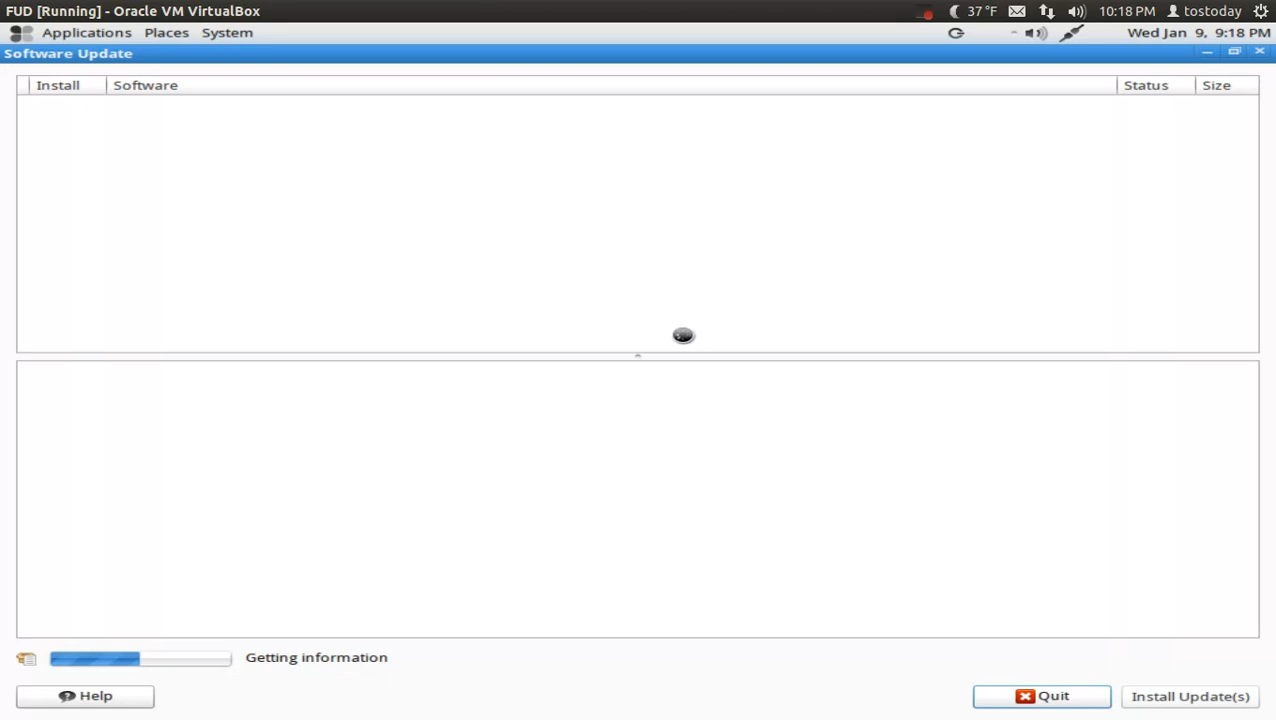 FUD [Running] - Oracle VM VirtualBox 37 °F 10:18 PM tostoday
Applications Places System Wed Jan 9, 9:18 PM
Software Update
Install Software Status Size
Getting information
Help Quit Install Update(s)